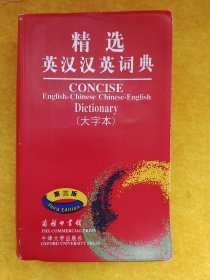 精选
英汉汉英词典
CONCISE
English-Chinese Chinese-English
Dictionary
(大字本)
第三版
Third Edition
商务印书馆
THE COMMERCIAL PRESS
牛津大学出版社
OXFORD UNIVERSITY PRESS